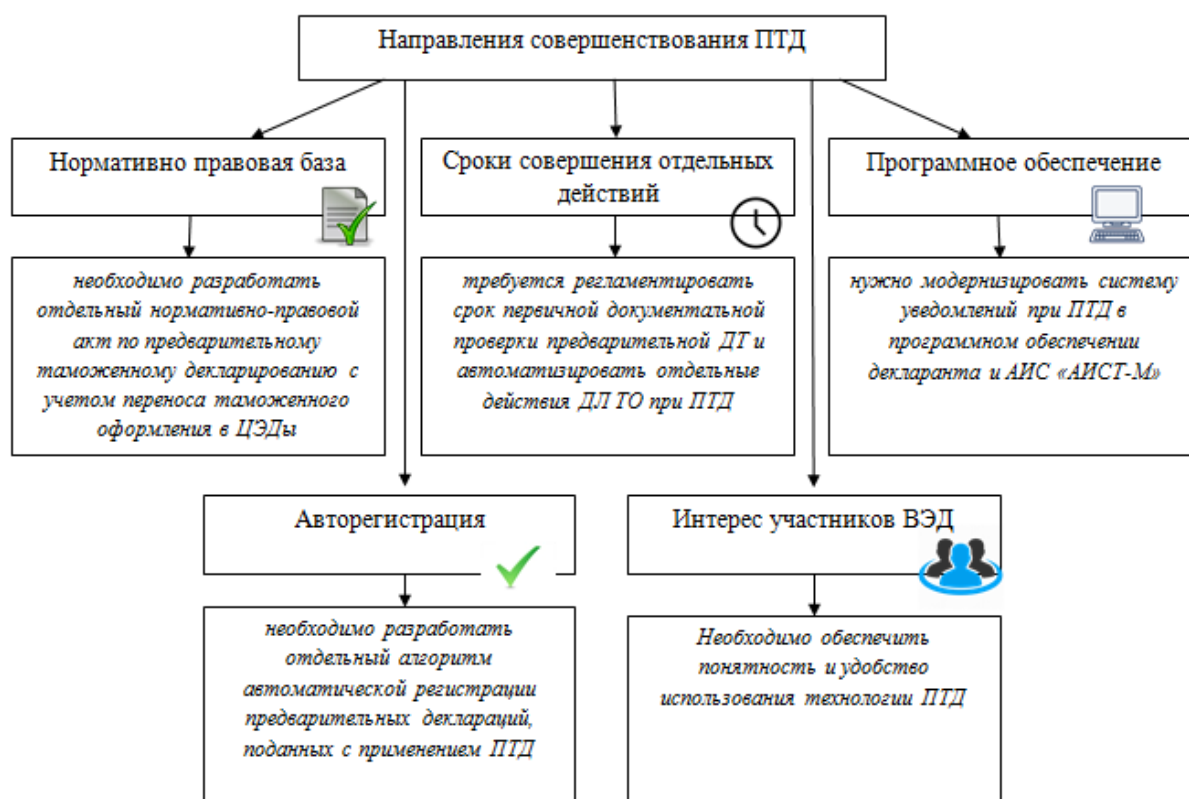 Направления совершенствования ПТД
Нормативно правовая база
Сроки совершения отдельных
действий
Программное обеспечение
необходимо разработать
отдельный нормативно-правовой
акт по предварительному
таможенному декларированию с
учетом переноса таможенного
оформления в ЦЭДы
требуется регламентировать
срок первичной документальной
проверки предварительной ДТ и
автоматизировать отдельные
действия ДЛ ТО при ПТД
нужно модернизировать систему
уведомлений при ПТД в
программном обеспечении
декларанта и АИС «АИСТ-М»
Авторегистрация
Интерес участников ВЭД
необходимо разработать
отдельный алгоритм
автоматической регистрации
предварительных деклараций,
поданных с применением ПТД
Необходимо обеспечить
понятность и удобство
использования технологии ПТД